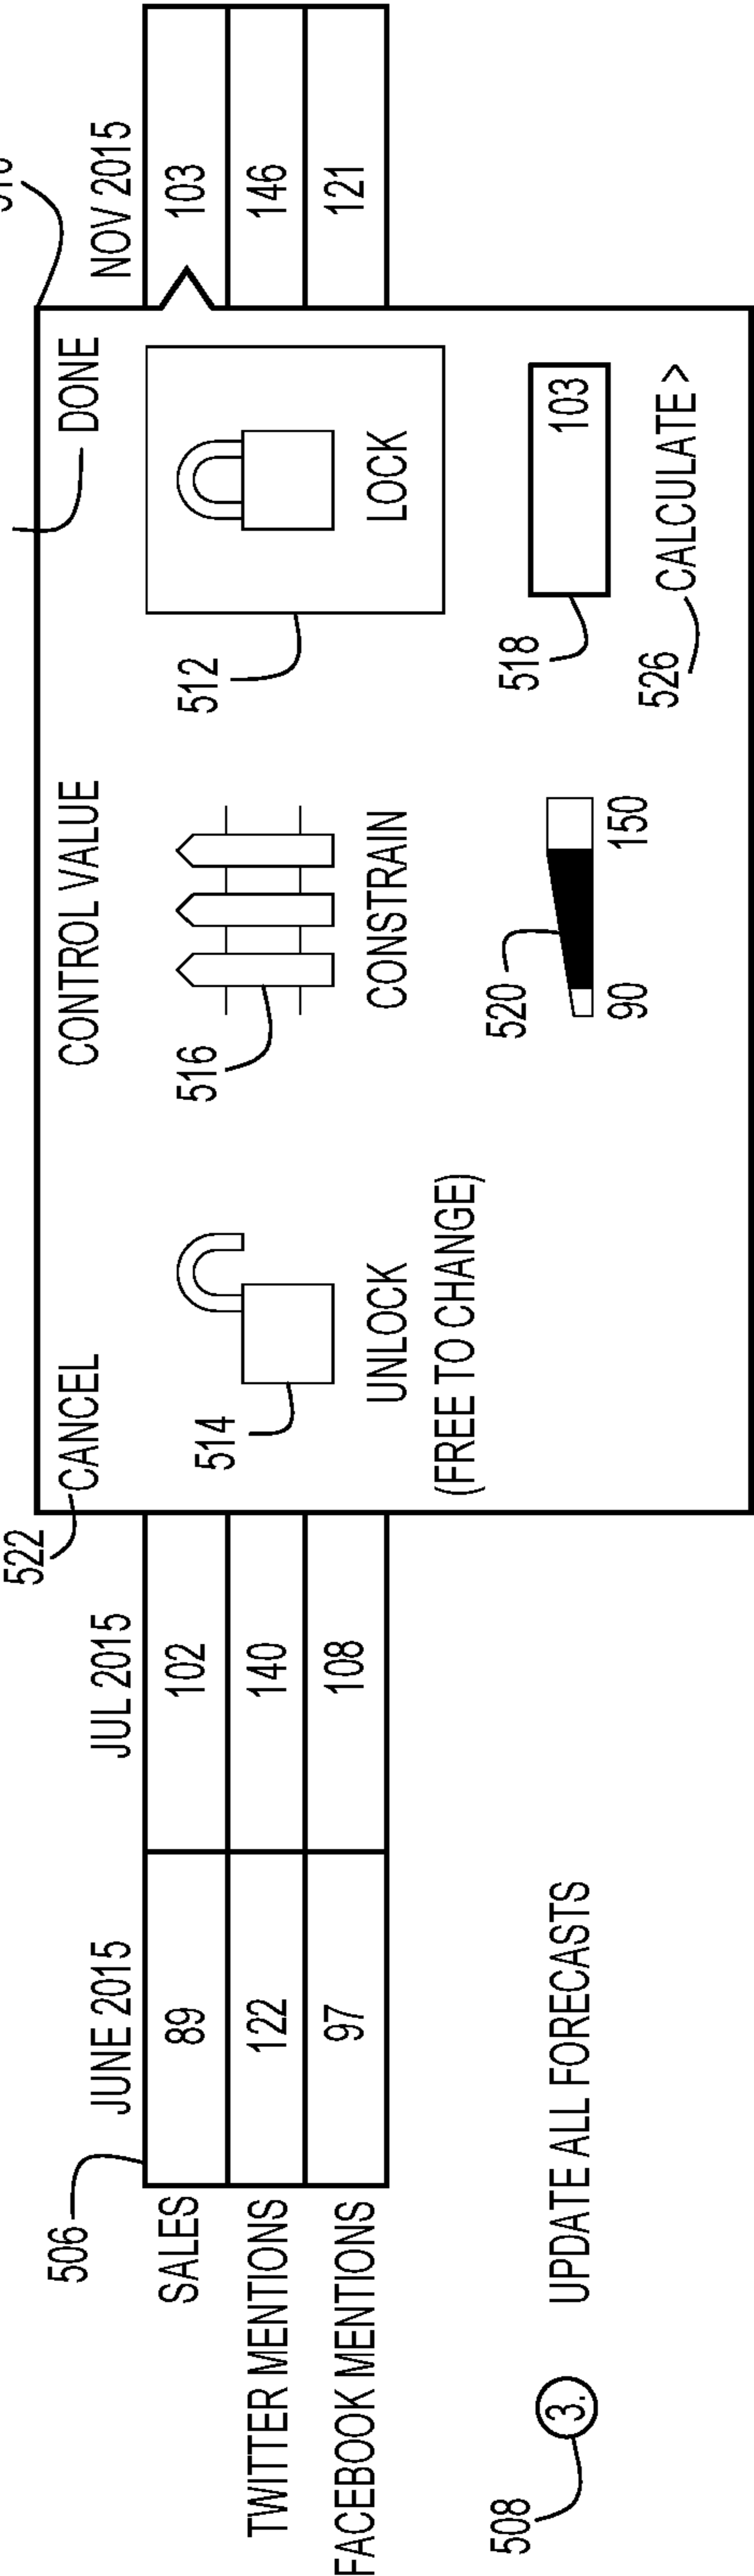 522
CANCEL
CONTROL VALUE
DONE
506
JUNE 2015
JUL 2015
NOV 2015
SALES
89
102
103
TWITTER MENTIONS
122
140
146
FACEBOOK MENTIONS
97
108
121
514
516
512
UNLOCK
(FREE TO CHANGE)
CONSTRAIN
LOCK
520
518
103
90
150
526
CALCULATE >
508
3.
UPDATE ALL FORECASTS